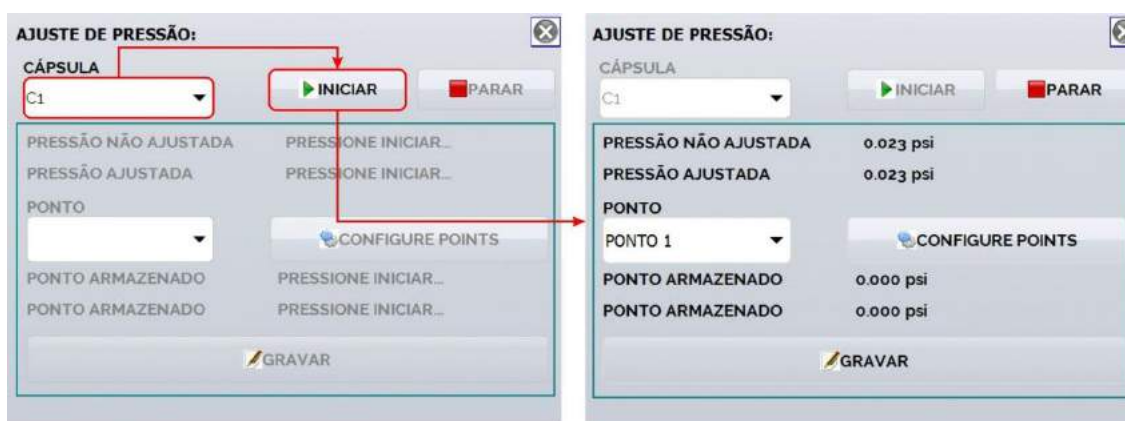 AJUSTE DE PRESSÃO:
CÁPSULA
C1
INICIAR
PARAR
PRESSÃO NÃO AJUSTADA PRESSIONE INICIAR...
PRESSÃO AJUSTADA PRESSIONE INICIAR...
PONTO
CONFIGURE POINTS
PONTO ARMAZENADO PRESSIONE INICIAR...
PONTO ARMAZENADO PRESSIONE INICIAR...
GRAVAR
AJUSTE DE PRESSÃO:
CÁPSULA
C1
INICIAR
PARAR
PRESSÃO NÃO AJUSTADA 0.023 psi
PRESSÃO AJUSTADA 0.023 psi
PONTO
PONTO 1
CONFIGURE POINTS
PONTO ARMAZENADO 0.000 psi
PONTO ARMAZENADO 0.000 psi
GRAVAR